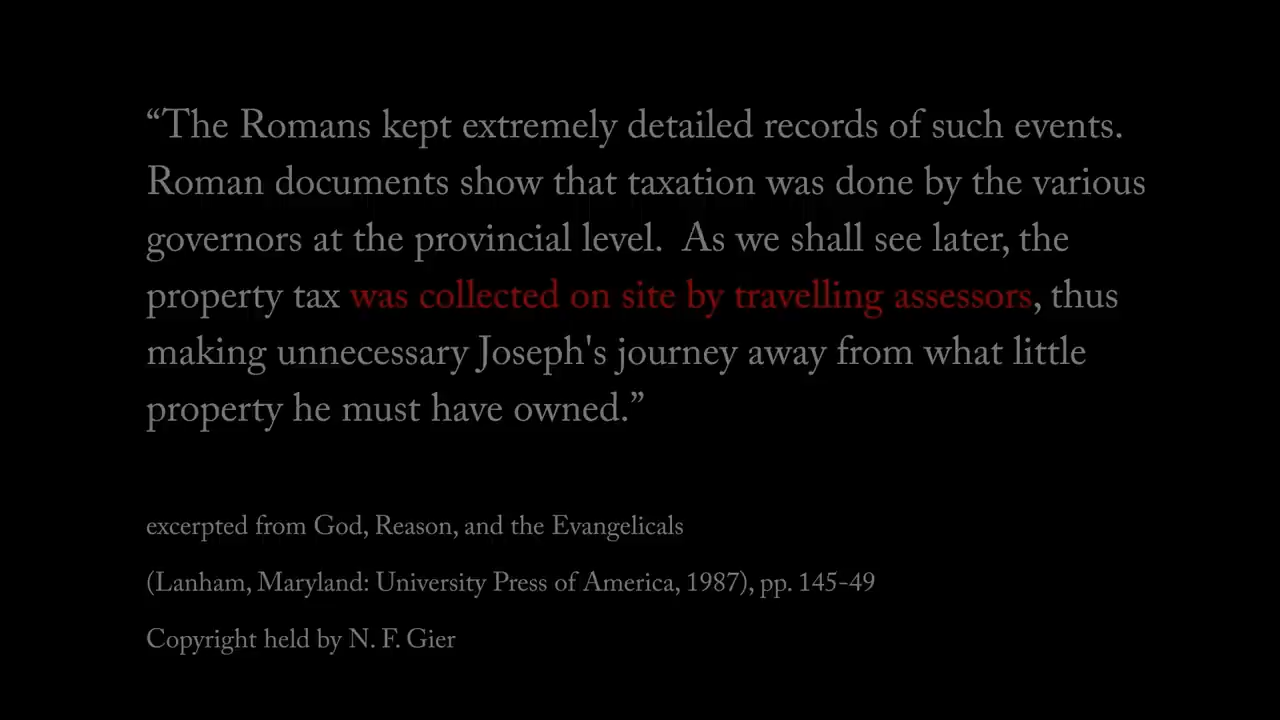 “The Romans kept extremely detailed records of such events.
Roman documents show that taxation was done by the various
governors at the provincial level.  As we shall see later, the
property tax was collected on site by travelling assessors, thus
making unnecessary Joseph's journey away from what little
property he must have owned.”
excerpted from God, Reason, and the Evangelicals
(Lanham, Maryland: University Press of America, 1987), pp. 145-49
Copyright held by N. F. Gier